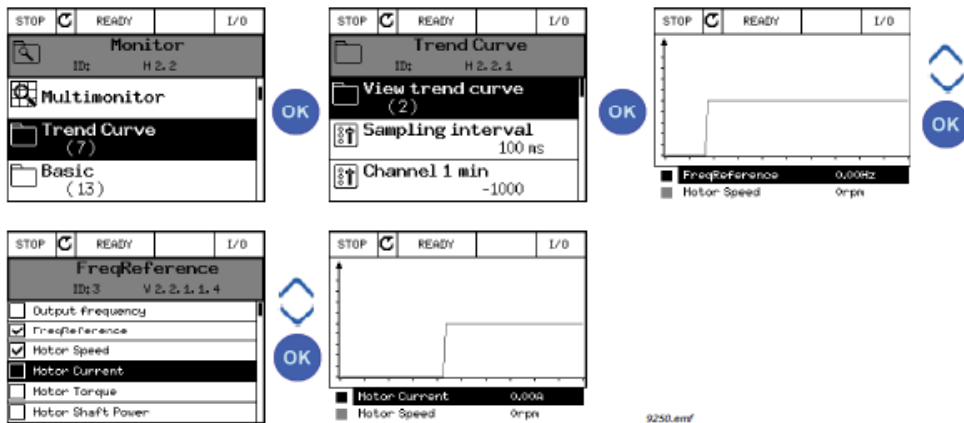 STOP READY I/O
Monitor
ID: M2.2
Multimonitor
Trend Curve
(7)
Basic
(13)
OK
STOP READY I/O
Trend Curve
ID: M2.2.1
View trend curve
(2)
Sampling interval
100 ms
Channel 1 min
-1000
OK
STOP READY I/O
FreqReference 0.00Hz
Motor Speed 0rpm
OK
STOP READY I/O
FreqReference
ID:3 V2.2.1.1.4
Output frequency
FreqReference
Motor Speed
Motor Current
Motor Torque
Motor Shaft Power
OK
STOP READY I/O
Motor Current 0.00A
Motor Speed 0rpm
9250.emf